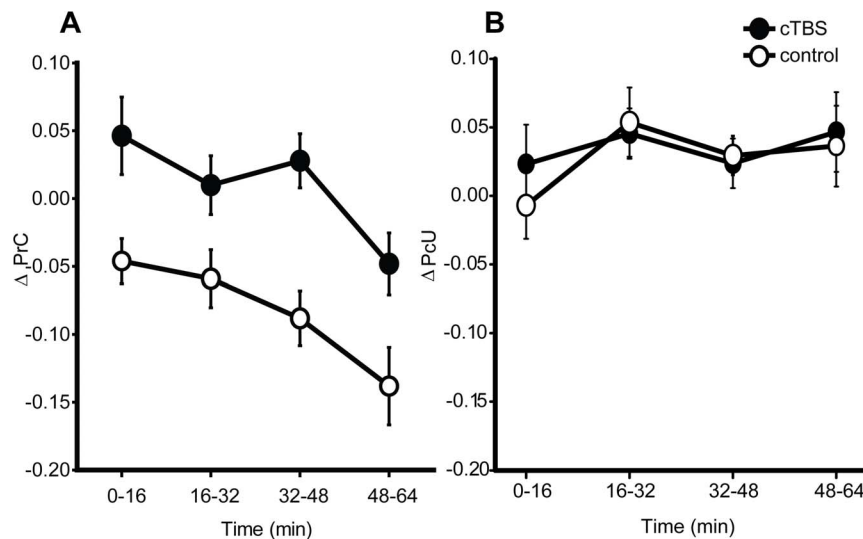 A
B
cTBS
control
0.10
0.05
0.00
-0.05
-0.10
-0.15
-0.20
Δ PrC
0-16
16-32
32-48
48-64
Time (min)
0.10
0.05
0.00
-0.05
-0.10
-0.15
-0.20
Δ PcU
0-16
16-32
32-48
48-64
Time (min)